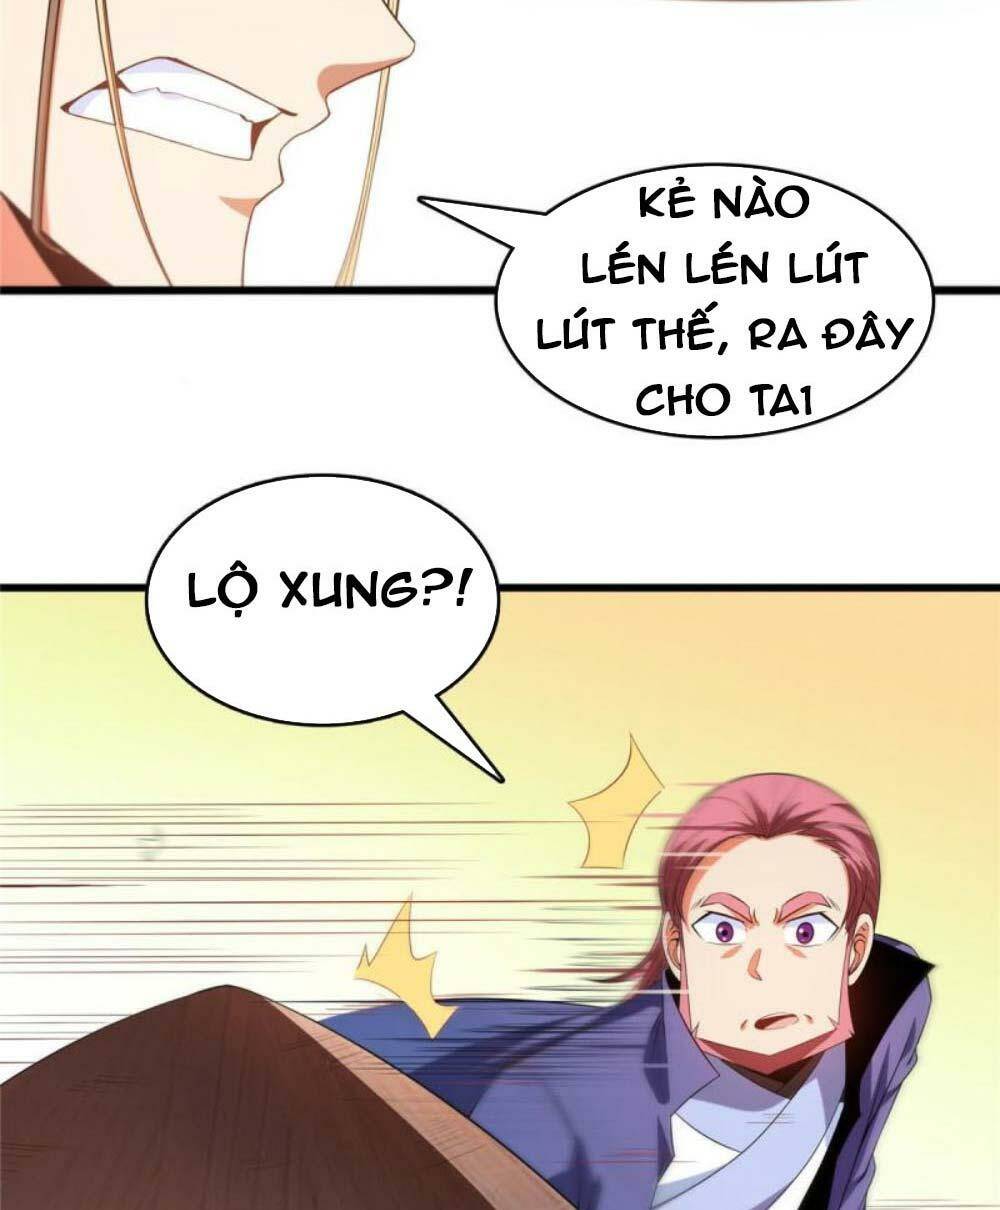 KẺ NÀO
LÉN LÉN LÚT
LÚT THẾ, RA ĐÂY
CHO TA1
LỘ XUNG?!